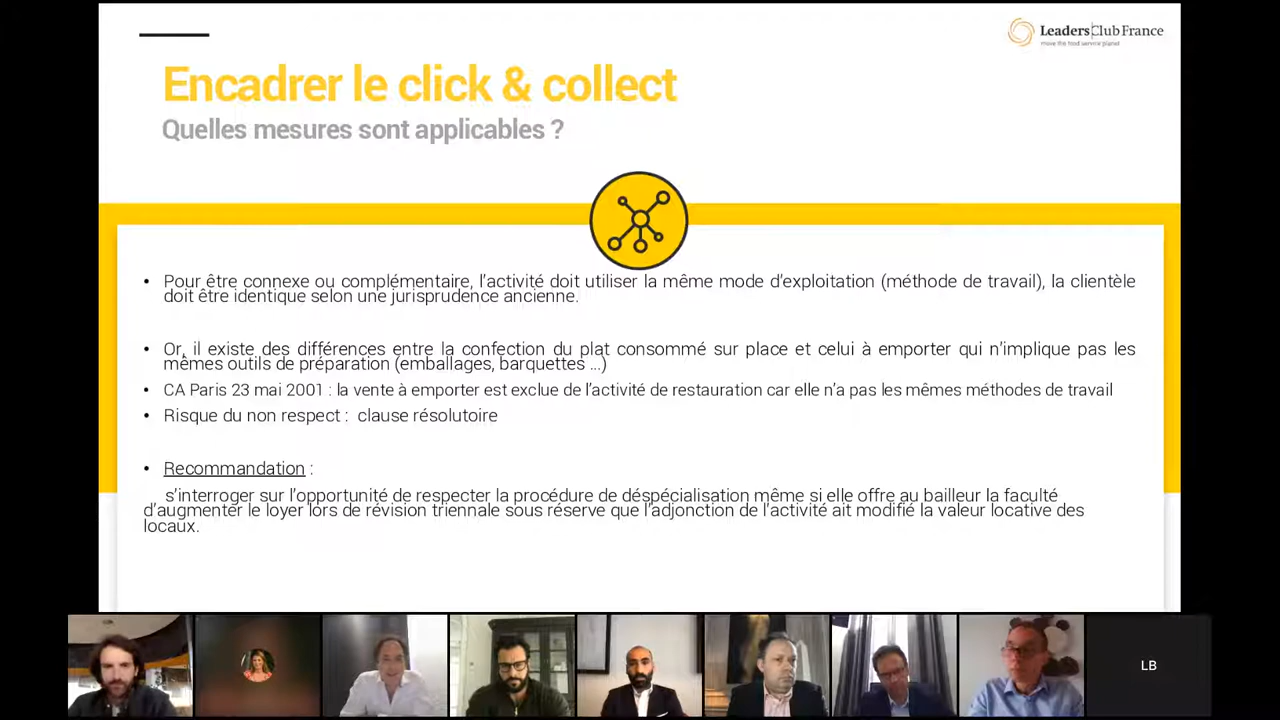 Leaders Club France
move the food service planet
Encadrer le click & collect
Quelles mesures sont applicables ?
• Pour être connexe ou complémentaire, l’activité doit utiliser la même mode d’exploitation (méthode de travail), la clientèle
doit être identique selon une jurisprudence ancienne.
• Or, il existe des différences entre la confection du plat consommé sur place et celui à emporter qui n’implique pas les
mêmes outils de préparation (emballages, barquettes ...)
• CA Paris 23 mai 2001 : la vente à emporter est exclue de l’activité de restauration car elle n’a pas les mêmes méthodes de travail
• Risque du non respect : clause résolutoire
• Recommandation :
s’interroger sur l’opportunité de respecter la procédure de déspécialisation même si elle offre au bailleur la faculté
d’augmenter le loyer lors de révision triennale sous réserve que l’adjonction de l’activité ait modifié la valeur locative des
locaux.
LB